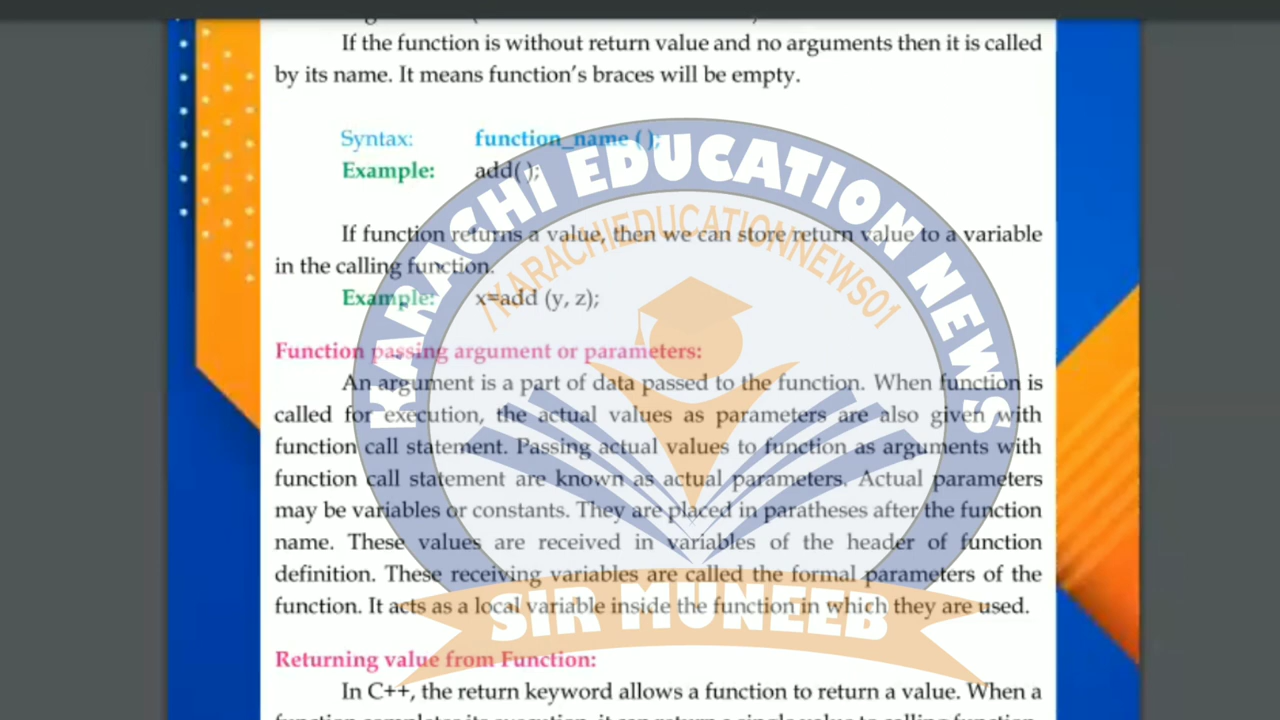 If the function is without return value and no arguments then it is called
by its name. It means function's braces will be empty.
Syntax: function_name ( );
Example: add( );
If function returns a value, then we can store return value to a variable
in the calling function.
Example: x=add (y, z);
Function passing argument or parameters:
An argument is a part of data passed to the function. When function is
called for execution, the actual values as parameters are also given with
function call statement. Passing actual values to function as arguments with
function call statement are known as actual parameters. Actual parameters
may be variables or constants. They are placed in paratheses after the function
name. These values are received in variables of the header of function
definition. These receiving variables are called the formal parameters of the
function. It acts as a local variable inside the function in which they are used.
Returning value from Function:
In C++, the return keyword allows a function to return a value. When a
KARACHI EDUCATION NEWS
/KARACHIEDUCATIONNEWS01
SIR MUNEEB